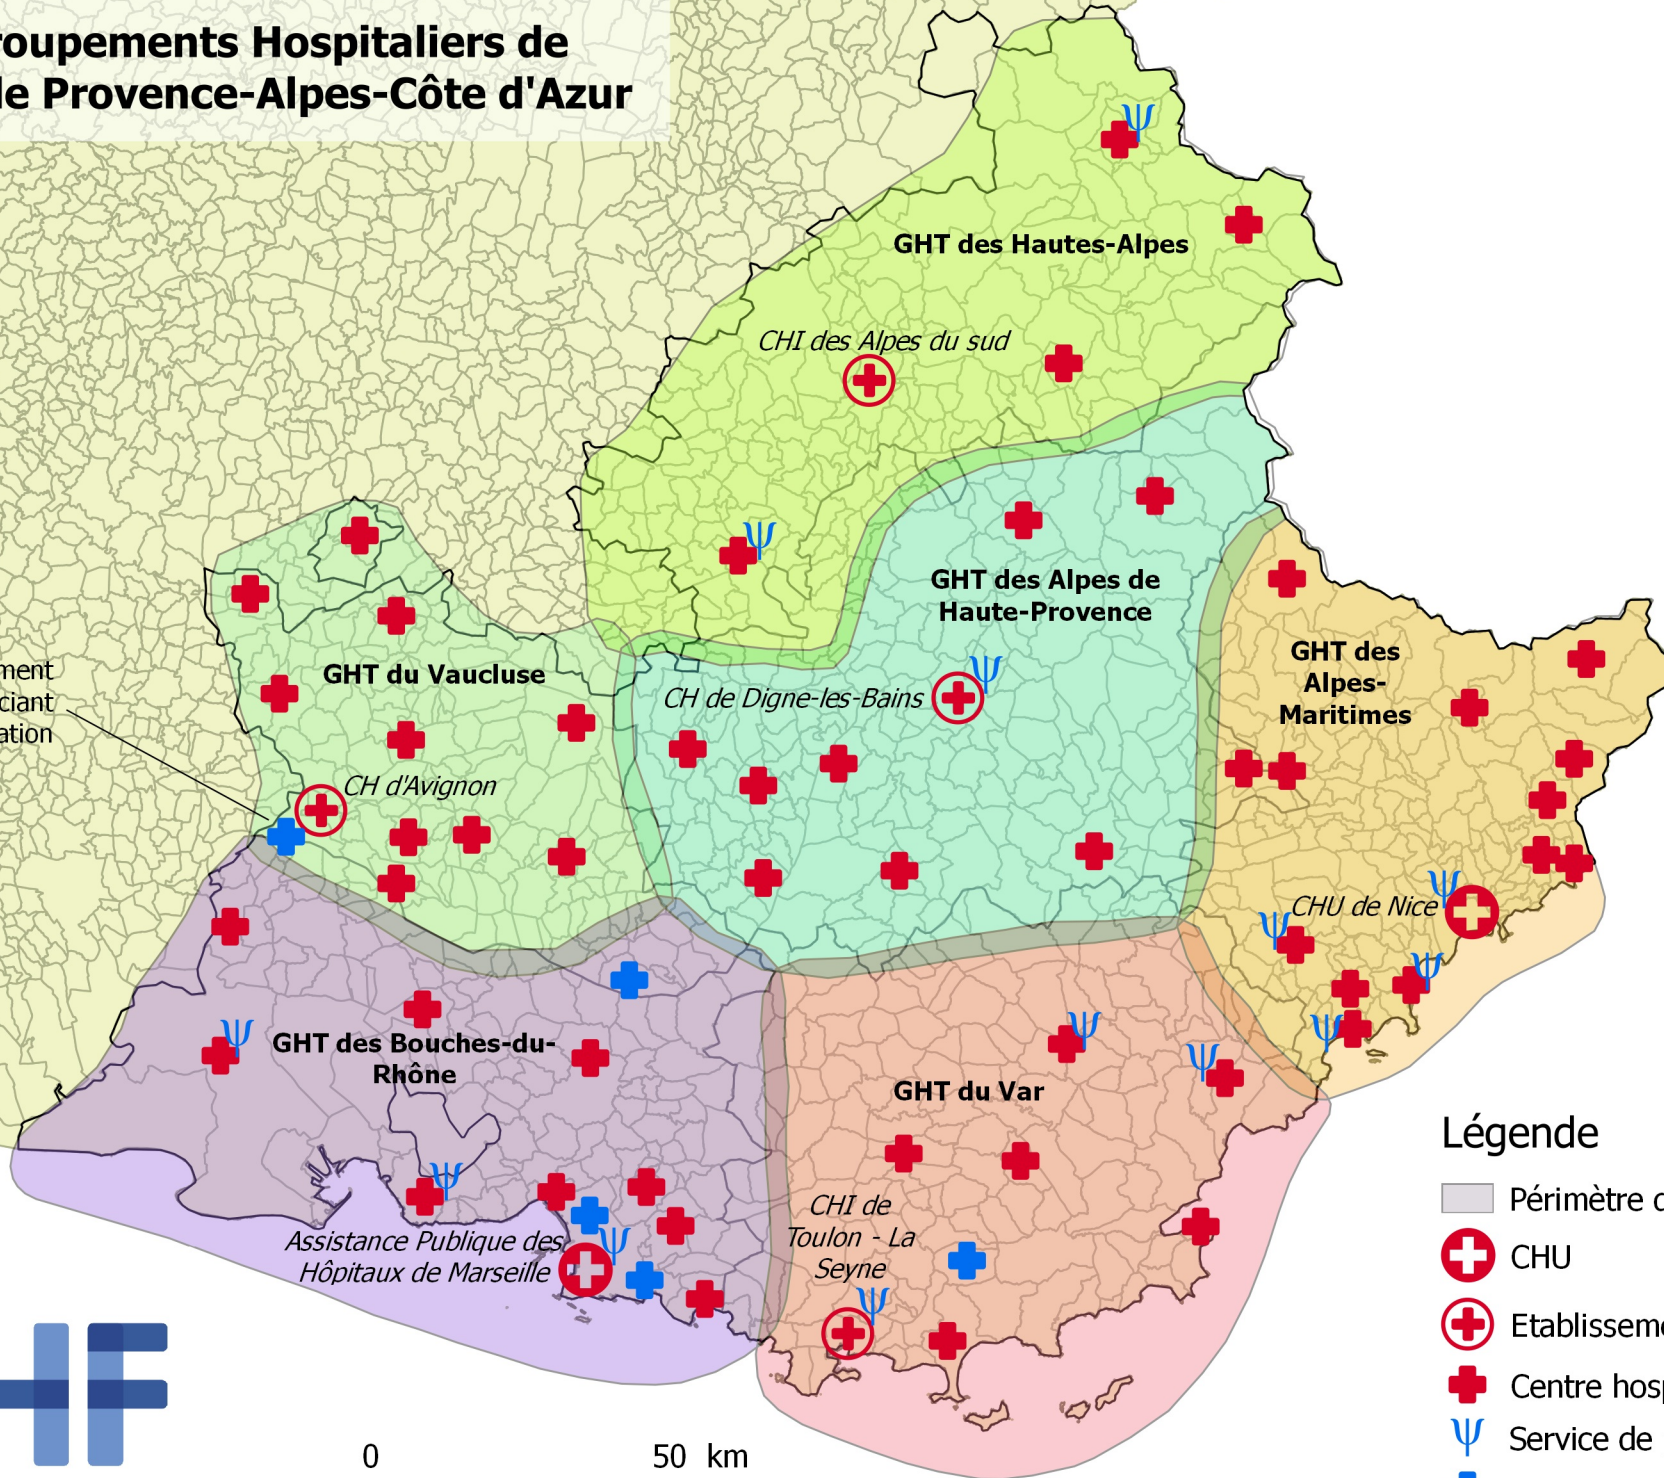 roupements Hospitaliers de
le Provence-Alpes-Côte d'Azur
GHT des Hautes-Alpes
CHI des Alpes du sud
GHT des Alpes de
Haute-Provence
GHT du Vaucluse
ment
ciant
ation
CH de Digne-les-Bains
GHT des
Alpes-
Maritimes
CH d'Avignon
CHU de Nice
GHT des Bouches-du-
Rhône
GHT du Var
CHI de
Toulon - La
Seyne
Assistance Publique des
Hôpitaux de Marseille
Légende
Périmètre d
CHU
Etablisseme
Centre hosp
Service de
0 50 km